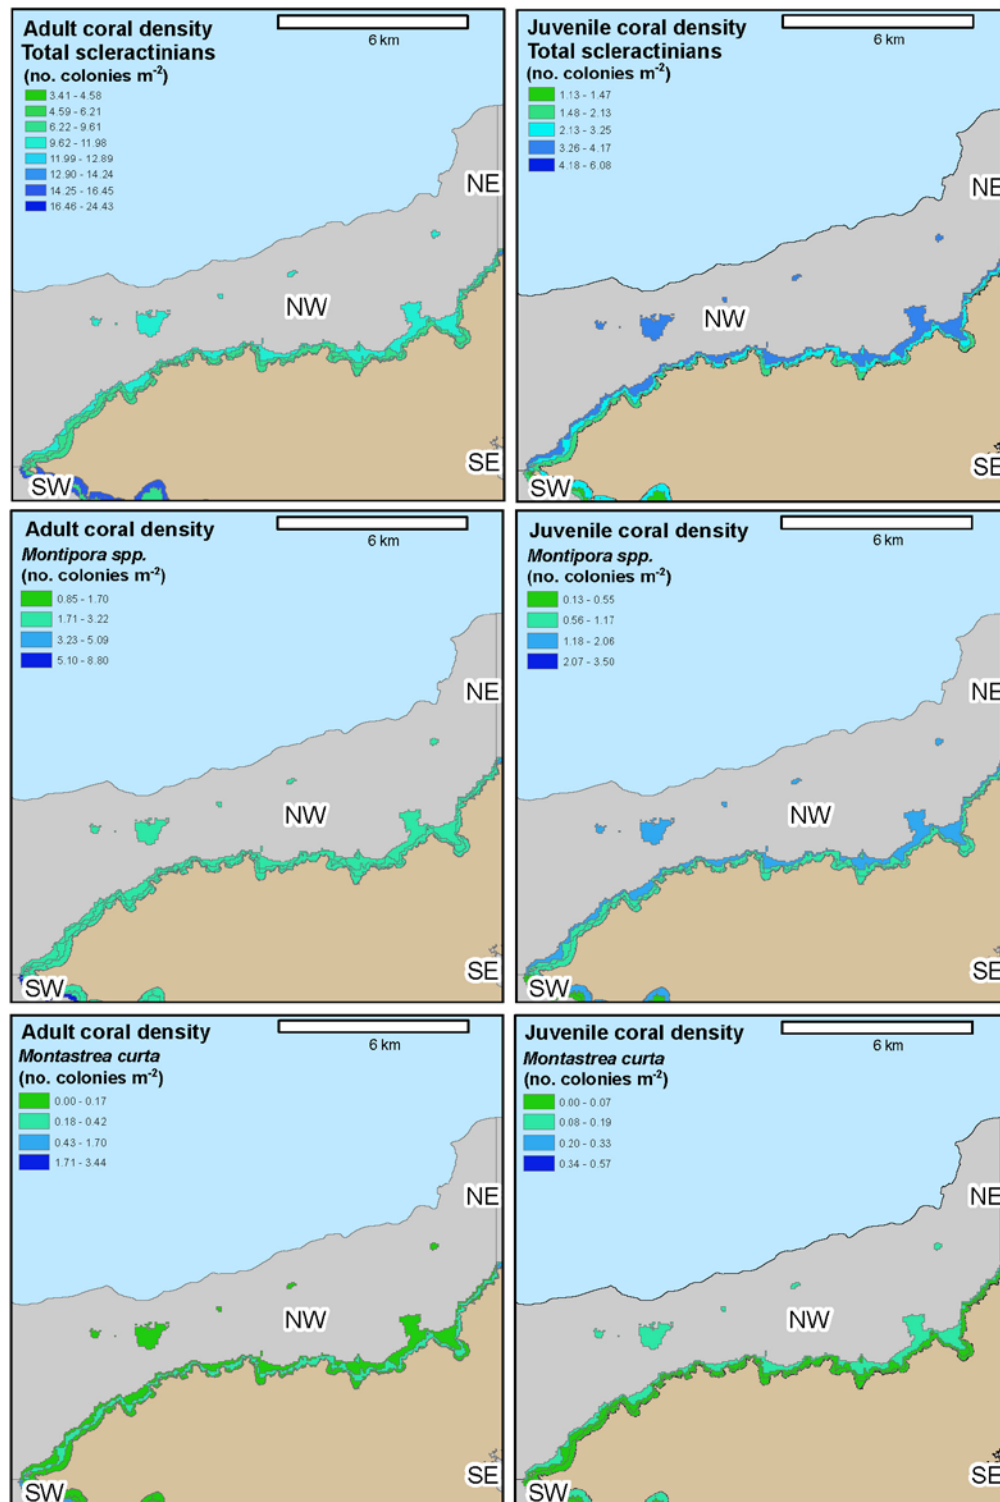 Adult coral density
Total scleractinians
(no. colonies m⁻²)
3.41 - 4.58
4.59 - 6.21
6.22 - 9.61
9.62 - 11.98
11.99 - 12.89
12.90 - 14.24
14.25 - 16.45
16.46 - 24.43
6 km
NE
NW
SE
SW
Juvenile coral density
Total scleractinians
(no. colonies m⁻²)
1.13 - 1.47
1.48 - 2.13
2.13 - 3.25
3.26 - 4.17
4.18 - 6.08
6 km
NE
NW
SE
SW
Adult coral density
Montipora spp.
(no. colonies m⁻²)
0.85 - 1.70
1.71 - 3.22
3.23 - 5.09
5.10 - 8.80
6 km
NE
NW
SE
SW
Juvenile coral density
Montipora spp.
(no. colonies m⁻²)
0.13 - 0.55
0.56 - 1.17
1.18 - 2.06
2.07 - 3.50
6 km
NE
NW
SE
SW
Adult coral density
Montastrea curta
(no. colonies m⁻²)
0.00 - 0.17
0.18 - 0.42
0.43 - 1.70
1.71 - 3.44
6 km
NE
NW
SE
SW
Juvenile coral density
Montastrea curta
(no. colonies m⁻²)
0.00 - 0.07
0.08 - 0.19
0.20 - 0.33
0.34 - 0.57
6 km
NE
NW
SE
SW